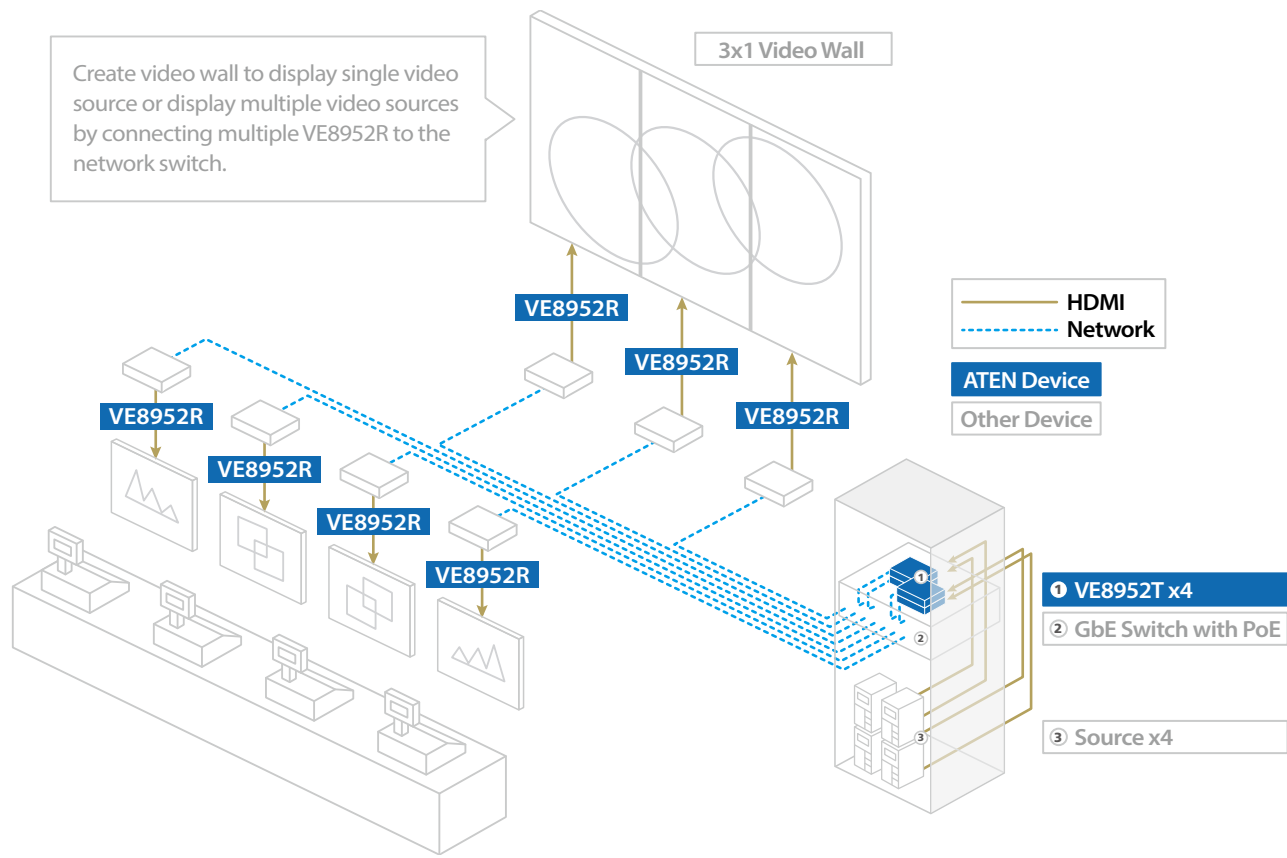 Create video wall to display single video
source or display multiple video sources
by connecting multiple VE8952R to the
network switch.
3x1 Video Wall
VE8952R
VE8952R
VE8952R
VE8952R
VE8952R
VE8952R
VE8952R
HDMI
Network
ATEN Device
Other Device
1
2
3
① VE8952T x4
② GbE Switch with PoE
③ Source x4